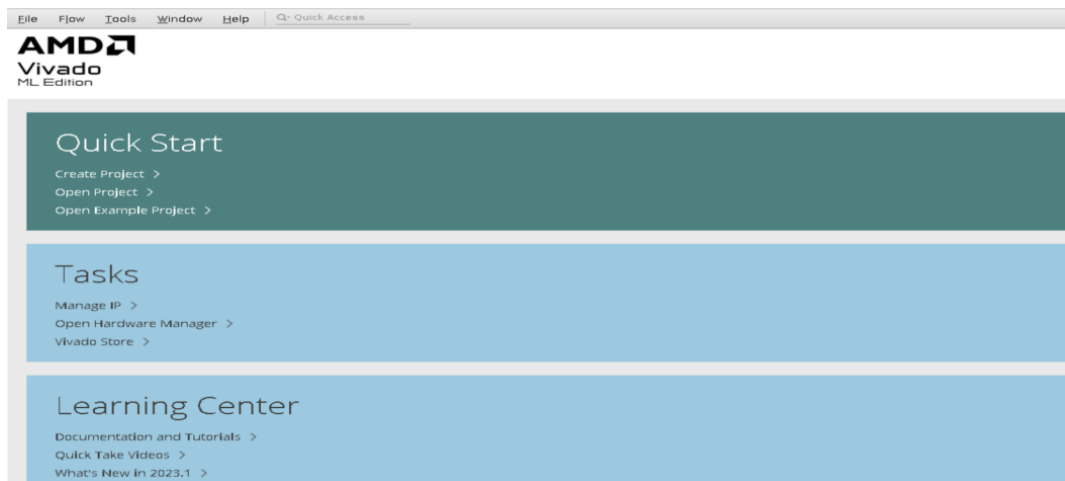 File Flow Tools Window Help Quick Access
AMD
Vivado
ML Edition
Quick Start
Create Project >
Open Project >
Open Example Project >
Tasks
Manage IP >
Open Hardware Manager >
Vivado Store >
Learning Center
Documentation and Tutorials >
Quick Take Videos >
What's New in 2023.1 >